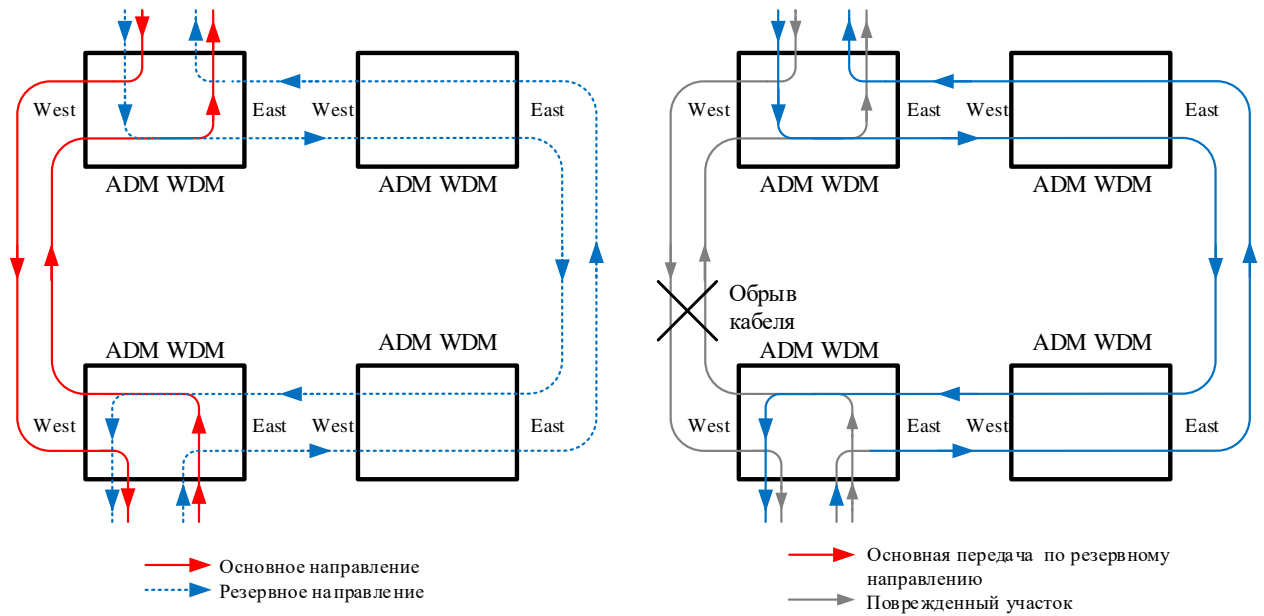 West
East
West
East
ADM WDM
ADM WDM
ADM WDM
ADM WDM
West
East
West
East
Основное направление
Резервное направление
West
East
West
East
ADM WDM
ADM WDM
Обрыв
кабеля
ADM WDM
ADM WDM
West
East
West
East
Основная передача по резервному
направлению
Поврежденный участок